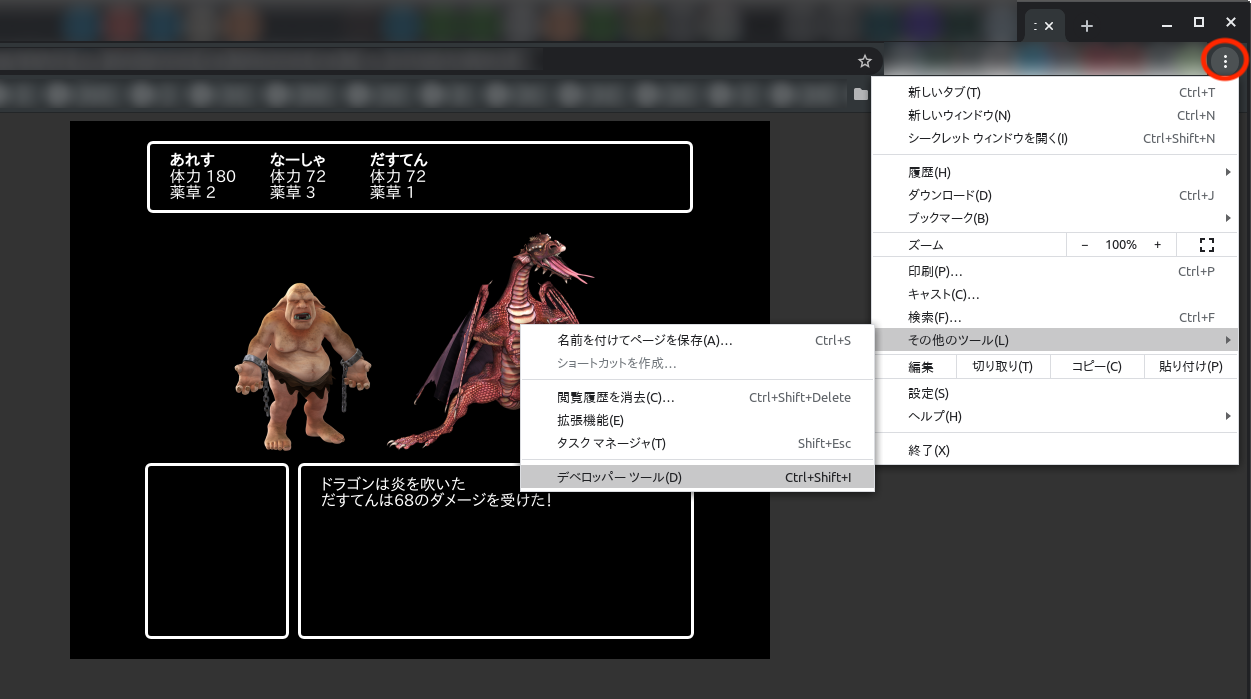 :
新しいタブ(T) Ctrl+T
新しいウィンドウ(N) Ctrl+N
シークレット ウィンドウを開く(I) Ctrl+Shift+N
履歴(H)
ダウンロード(D) Ctrl+J
ブックマーク(B)
ズーム − 100% +
印刷(P)… Ctrl+P
キャスト(C)…
検索(F)… Ctrl+F
その他のツール(L)
編集 切り取り(T) コピー(C) 貼り付け(P)
設定(S)
ヘルプ(H)
終了(X)
名前を付けてページを保存(A)… Ctrl+S
ショートカットを作成…
閲覧履歴を消去(C)… Ctrl+Shift+Delete
拡張機能(E)
タスク マネージャ(T) Shift+Esc
デベロッパー ツール(D) Ctrl+Shift+I
あれす なーしゃ だすてん
体力 180 体力 72 体力 72
薬草 2 薬草 3 薬草 1
ドラゴンは炎を吹いた
だすてんは68のダメージを受けた!